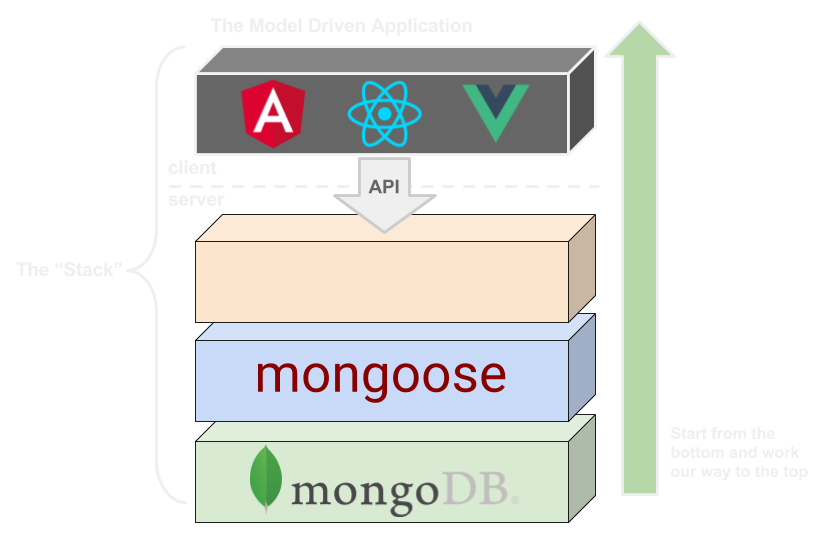 The Model Driven Application
client
API
server
The “Stack”
mongoose
Start from the
bottom and work
our way to the top
mongoDB®